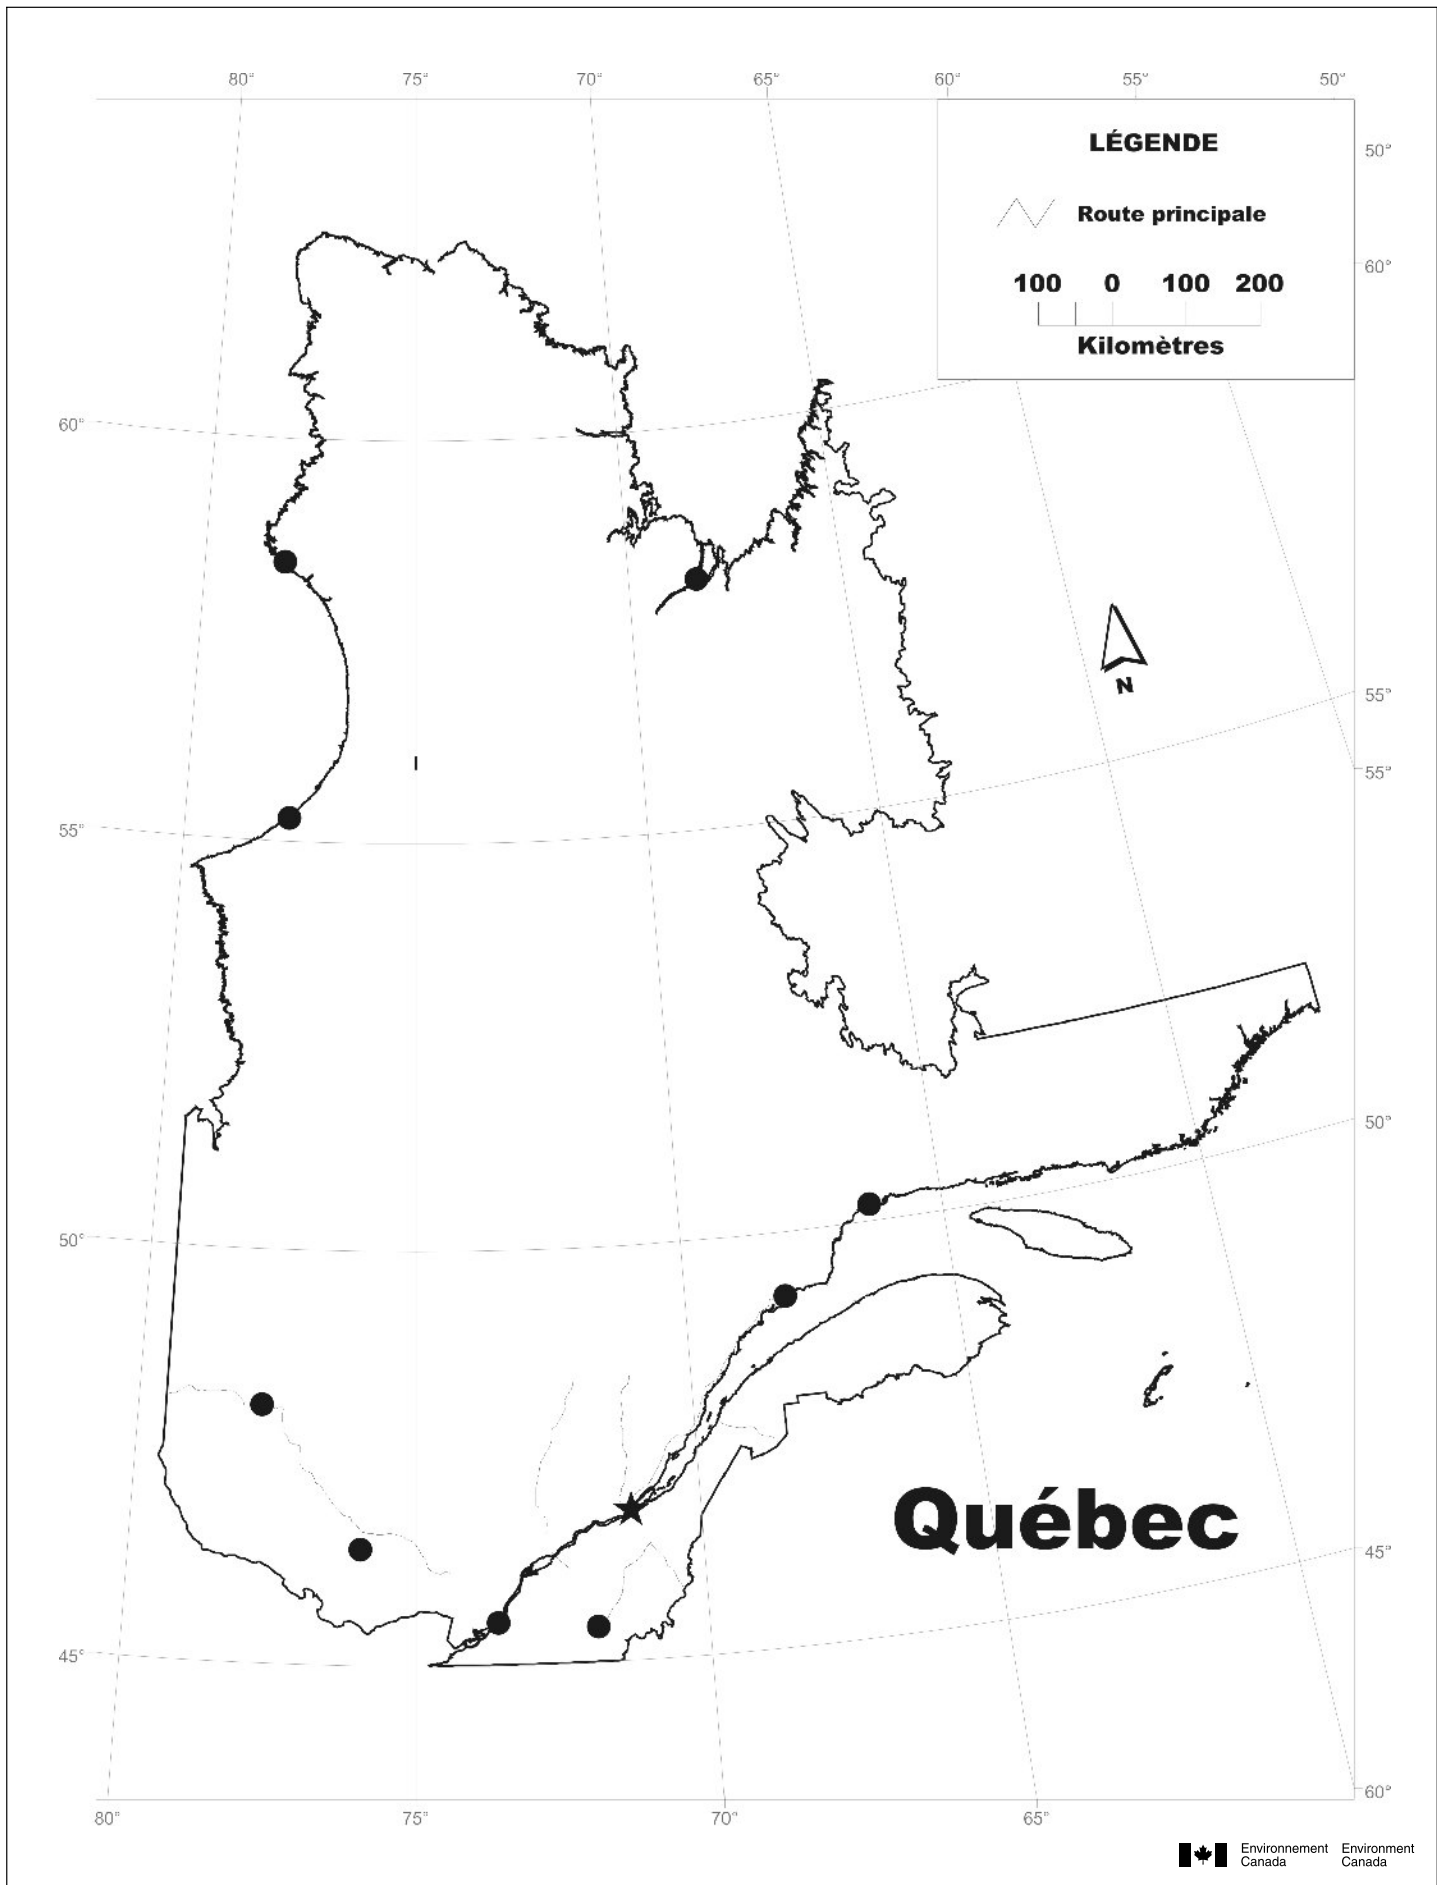 80° 75° 70° 65° 60° 55° 50°
LÉGENDE
50°
Route principale
60°
100 0 100 200
Kilomètres
60°
N
55°
55°
55°
50°
50°
Québec
45°
45°
60°
80° 75° 70° 65°
Environnement Environment
Canada Canada